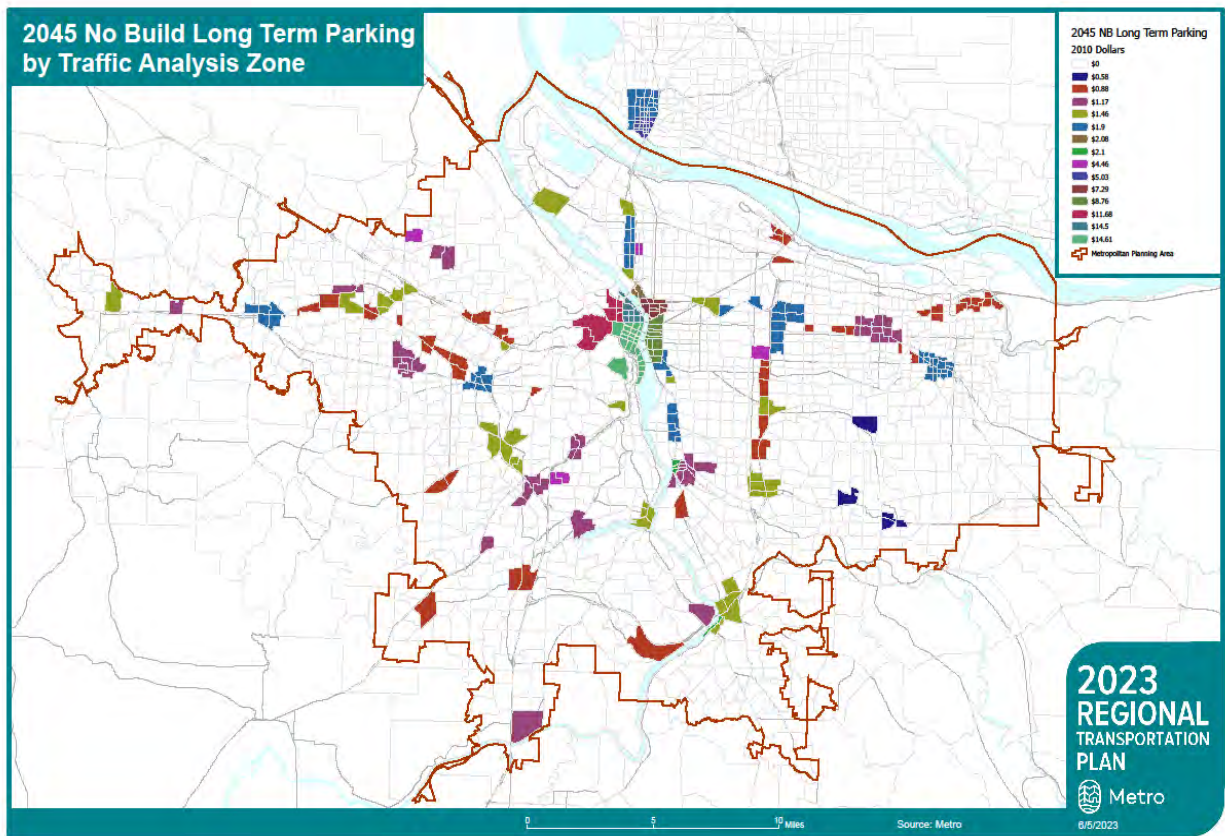 2045 No Build Long Term Parking
by Traffic Analysis Zone
2045 NB Long Term Parking
2010 Dollars
$0
$0.58
$0.88
$1.17
$1.46
$1.9
$2.08
$2.1
$4.46
$5.03
$7.29
$8.76
$11.68
$14.5
$14.61
Metropolitan Planning Area
2023
REGIONAL
TRANSPORTATION
PLAN
Metro
0 5 10 Miles
Source: Metro
6/5/2023